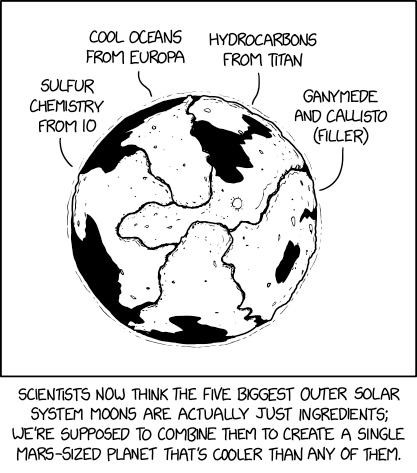 COOL OCEANS
FROM EUROPA
HYDROCARBONS
FROM TITAN
SULFUR
CHEMISTRY
FROM IO
GANYMEDE
AND CALLISTO
(FILLER)
SCIENTISTS NOW THINK THE FIVE BIGGEST OUTER SOLAR
SYSTEM MOONS ARE ACTUALLY JUST INGREDIENTS;
WE'RE SUPPOSED TO COMBINE THEM TO CREATE A SINGLE
MARS-SIZED PLANET THAT'S COOLER THAN ANY OF THEM.